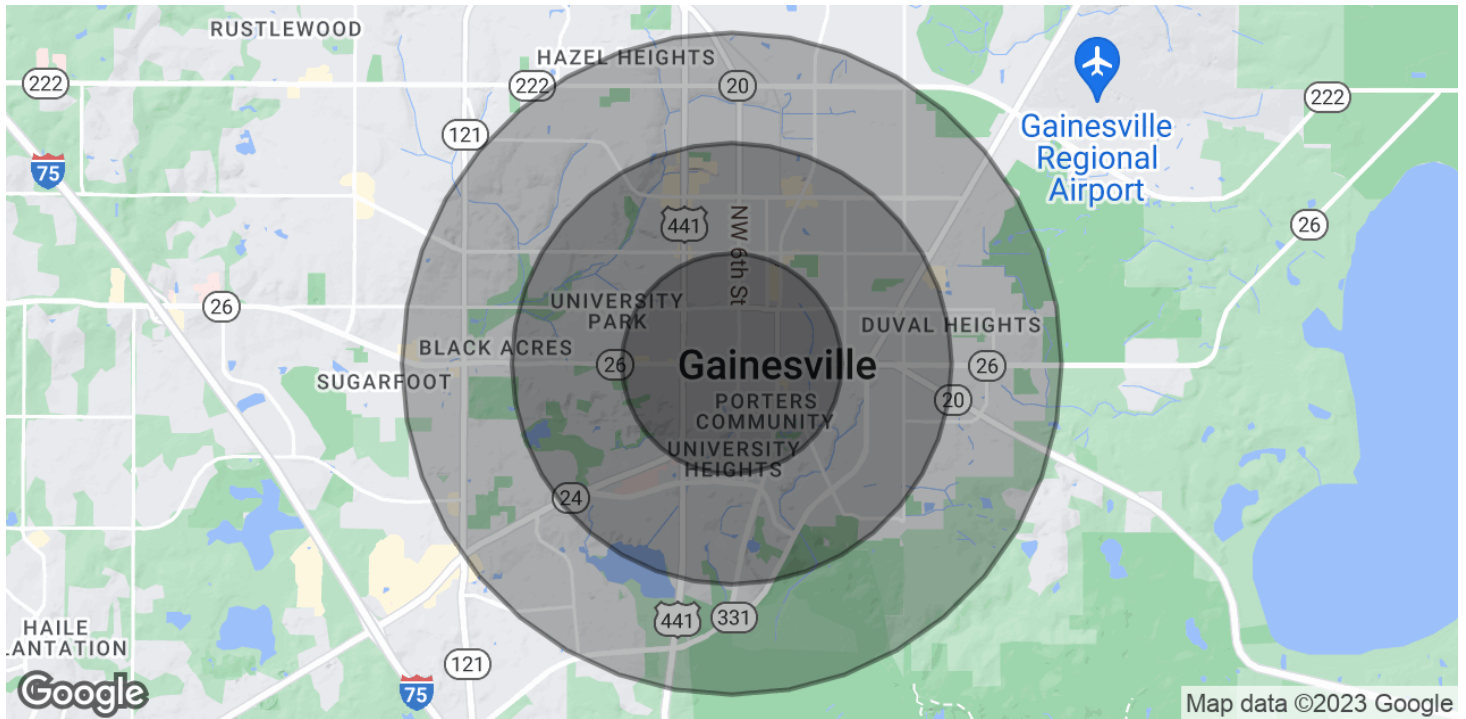 RUSTLEWOOD
HAZEL HEIGHTS
222
222
20
222
121
Gainesville
Regional
Airport
75
441
NW 6th St
26
UNIVERSITY
PARK
26
DUVAL HEIGHTS
BLACK ACRES
26
Gainesville
26
SUGARFOOT
20
PORTERS
COMMUNITY
UNIVERSITY
HEIGHTS
24
441
331
HAILE
LANTATION
121
75
Google
Map data ©2023 Google